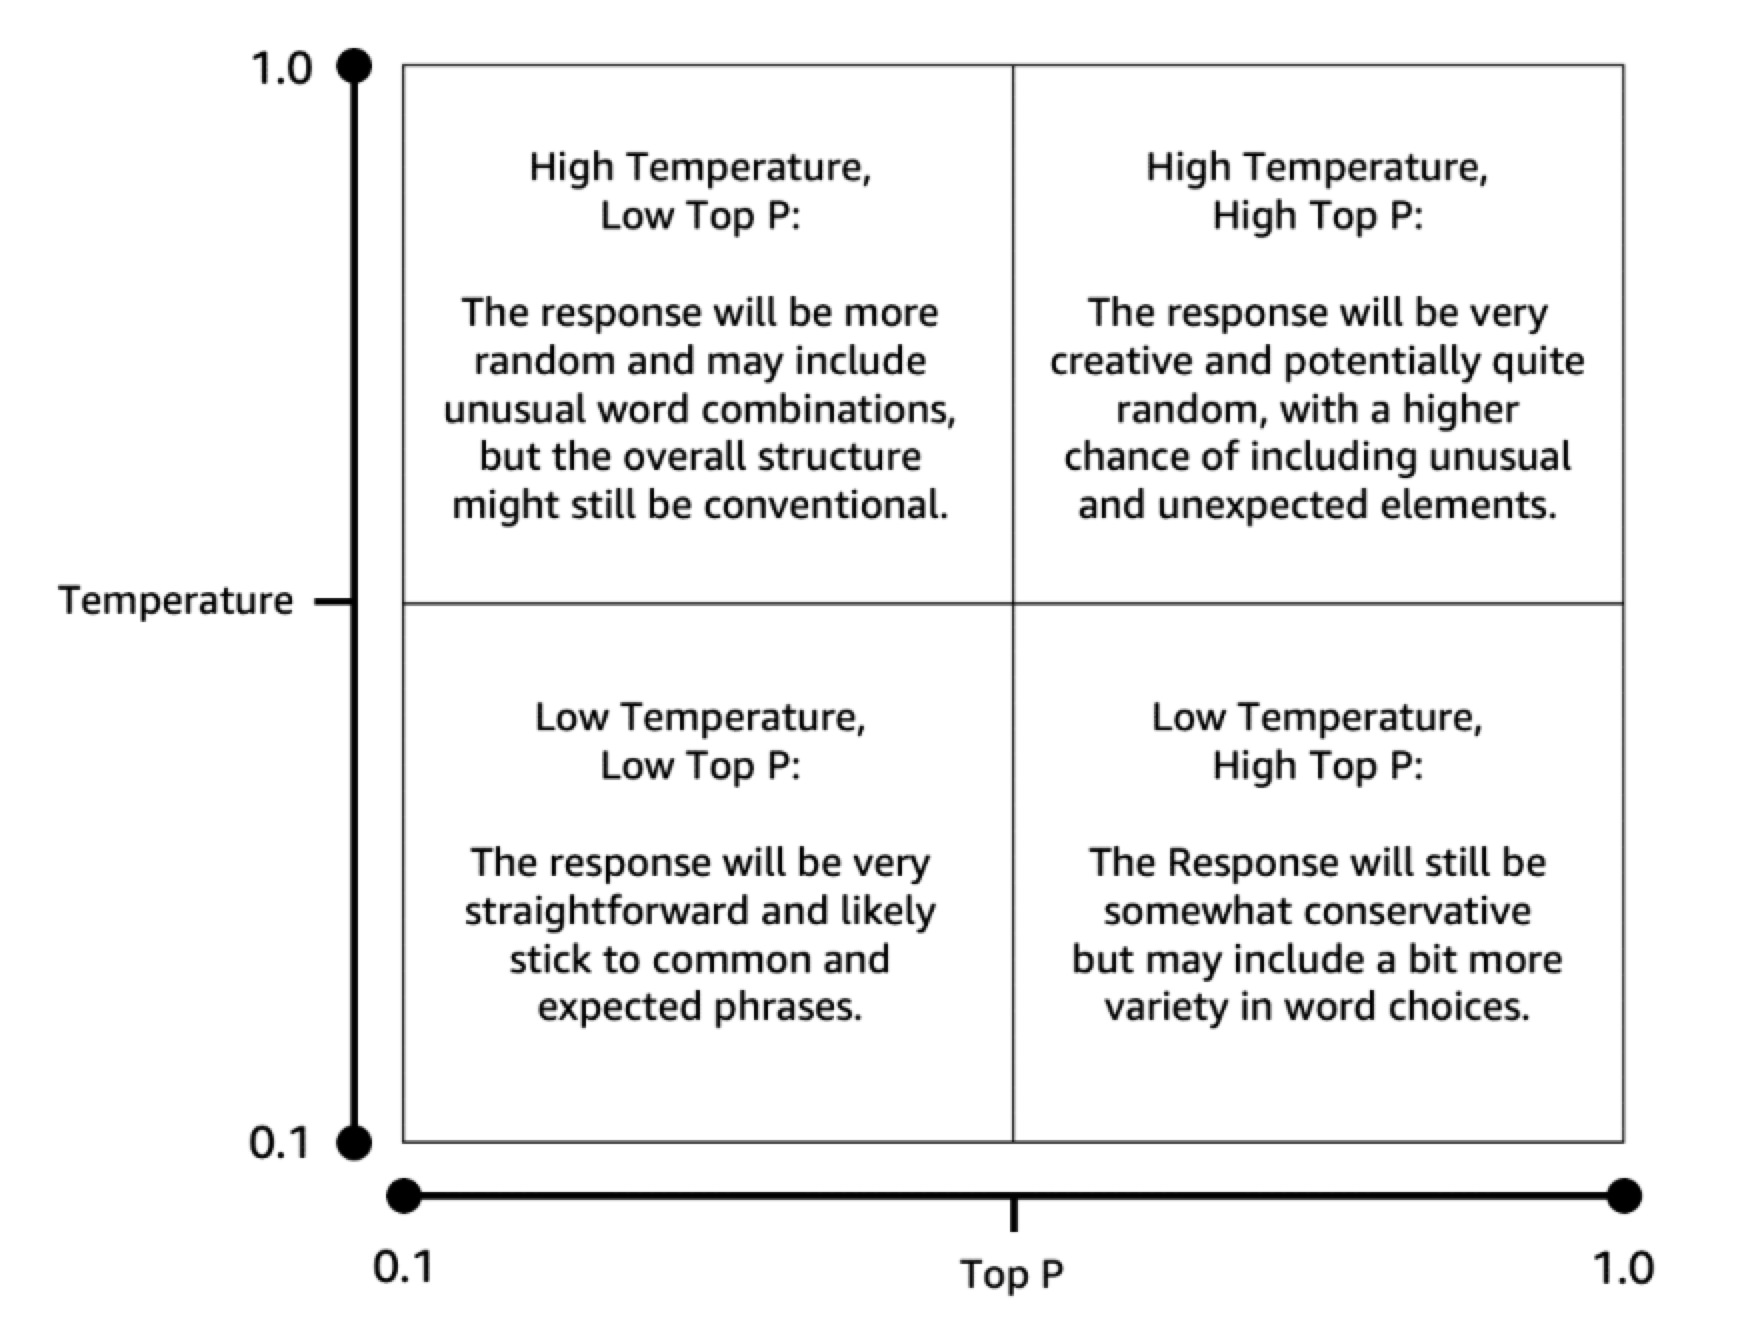 1.0
High Temperature,
Low Top P:
The response will be more
random and may include
unusual word combinations,
but the overall structure
might still be conventional.
High Temperature,
High Top P:
The response will be very
creative and potentially quite
random, with a higher
chance of including unusual
and unexpected elements.
Temperature
Low Temperature,
Low Top P:
The response will be very
straightforward and likely
stick to common and
expected phrases.
Low Temperature,
High Top P:
The Response will still be
somewhat conservative
but may include a bit more
variety in word choices.
0.1
0.1
Top P
1.0